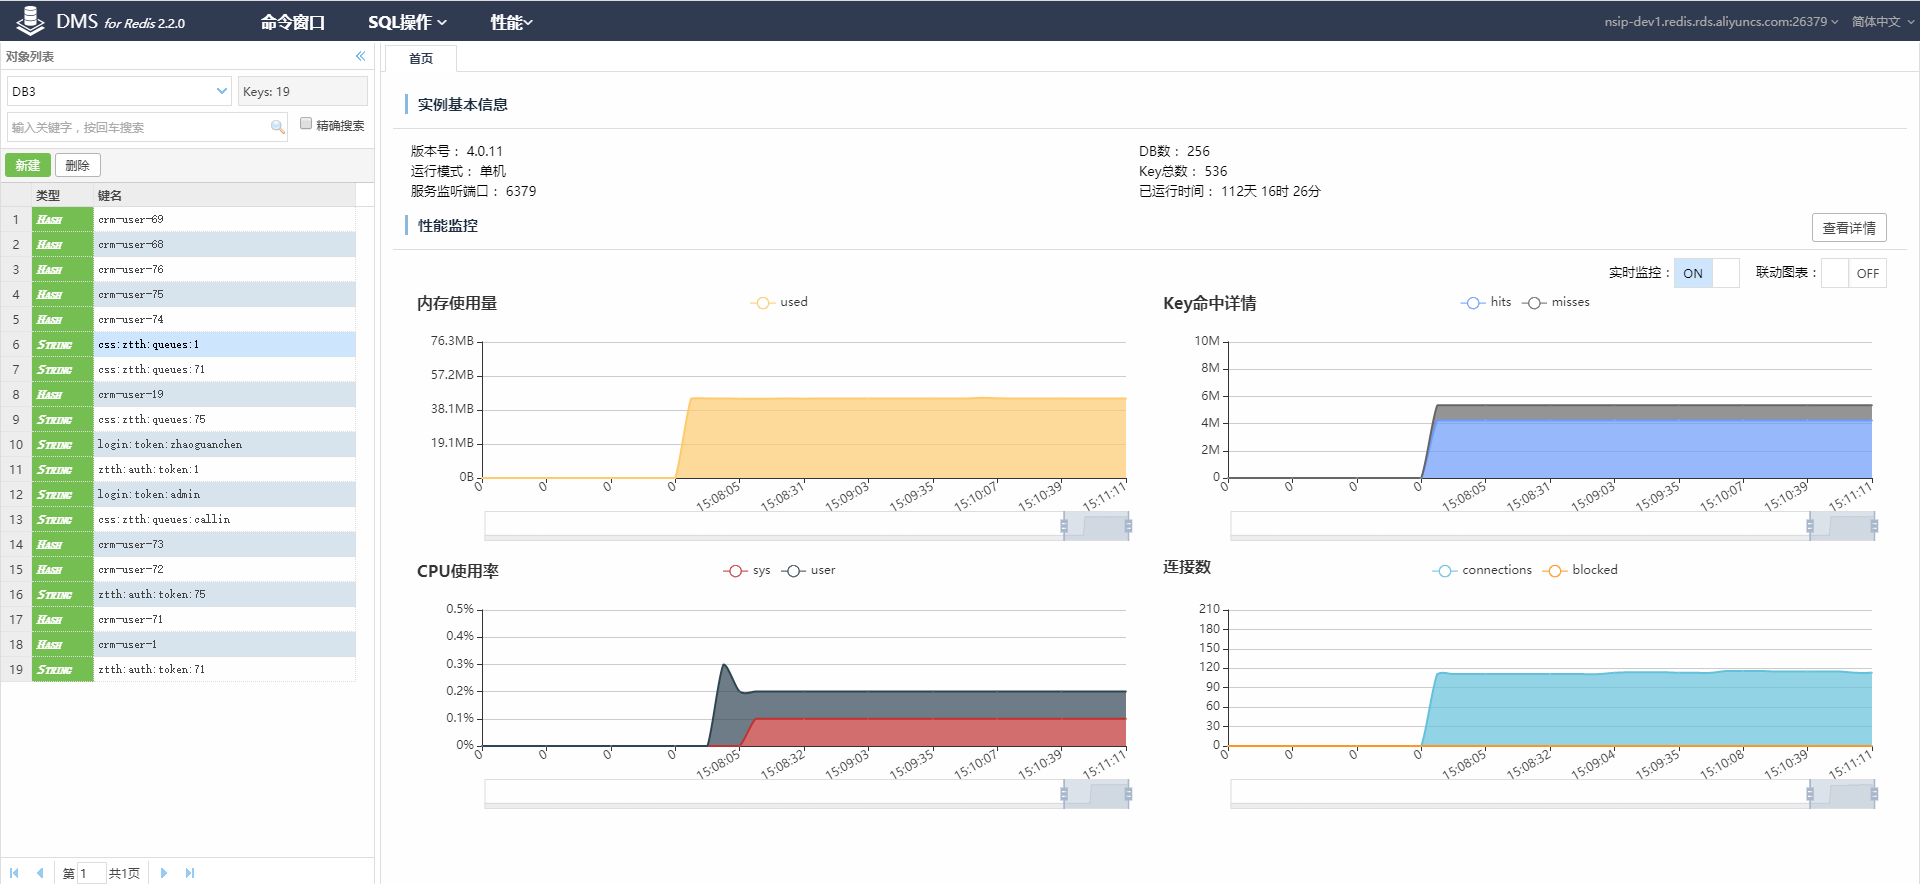 DMS for Redis 2.2.0 命令窗口 SQL操作 性能 nsip-dev1.redis.rds.aliyuncs.com:26379 简体中文
对象列表
DB3 Keys: 19
输入关键字，按回车搜索 精确搜索
新建 删除
类型 键名
1 HASH crm-user-69
2 HASH crm-user-68
3 HASH crm-user-76
4 HASH crm-user-75
5 HASH crm-user-74
6 STRING css:ztth:queues:1
7 STRING css:ztth:queues:71
8 HASH crm-user-19
9 STRING css:ztth:queues:75
10 STRING login:token:zhaoguanchen
11 STRING ztth:auth:token:1
12 STRING login:token:admin
13 STRING css:ztth:queues:callin
14 HASH crm-user-73
15 HASH crm-user-72
16 STRING ztth:auth:token:75
17 HASH crm-user-71
18 HASH crm-user-1
19 STRING ztth:auth:token:71
第 1 共1页
首页
实例基本信息
版本号： 4.0.11
运行模式： 单机
服务监听端口： 6379
DB数： 256
Key总数： 536
已运行时间： 112天 16时 26分
性能监控
查看详情
实时监控： ON 联动图表： OFF
内存使用量
used
76.3MB
57.2MB
38.1MB
19.1MB
0B
0 0 0 0 15:08:05 15:08:31 15:09:03 15:09:35 15:10:07 15:10:39 15:11:11
Key命中详情
hits misses
10M
8M
6M
4M
2M
0
0 0 0 0 15:08:05 15:08:31 15:09:03 15:09:35 15:10:07 15:10:39 15:11:11
CPU使用率
sys user
0.5%
0.4%
0.3%
0.2%
0.1%
0%
0 0 0 0 15:08:05 15:08:32 15:09:03 15:09:35 15:10:07 15:10:39 15:11:11
连接数
connections blocked
210
180
150
120
90
60
30
0
0 0 0 0 15:08:05 15:08:32 15:09:04 15:09:35 15:10:08 15:10:39 15:11:11